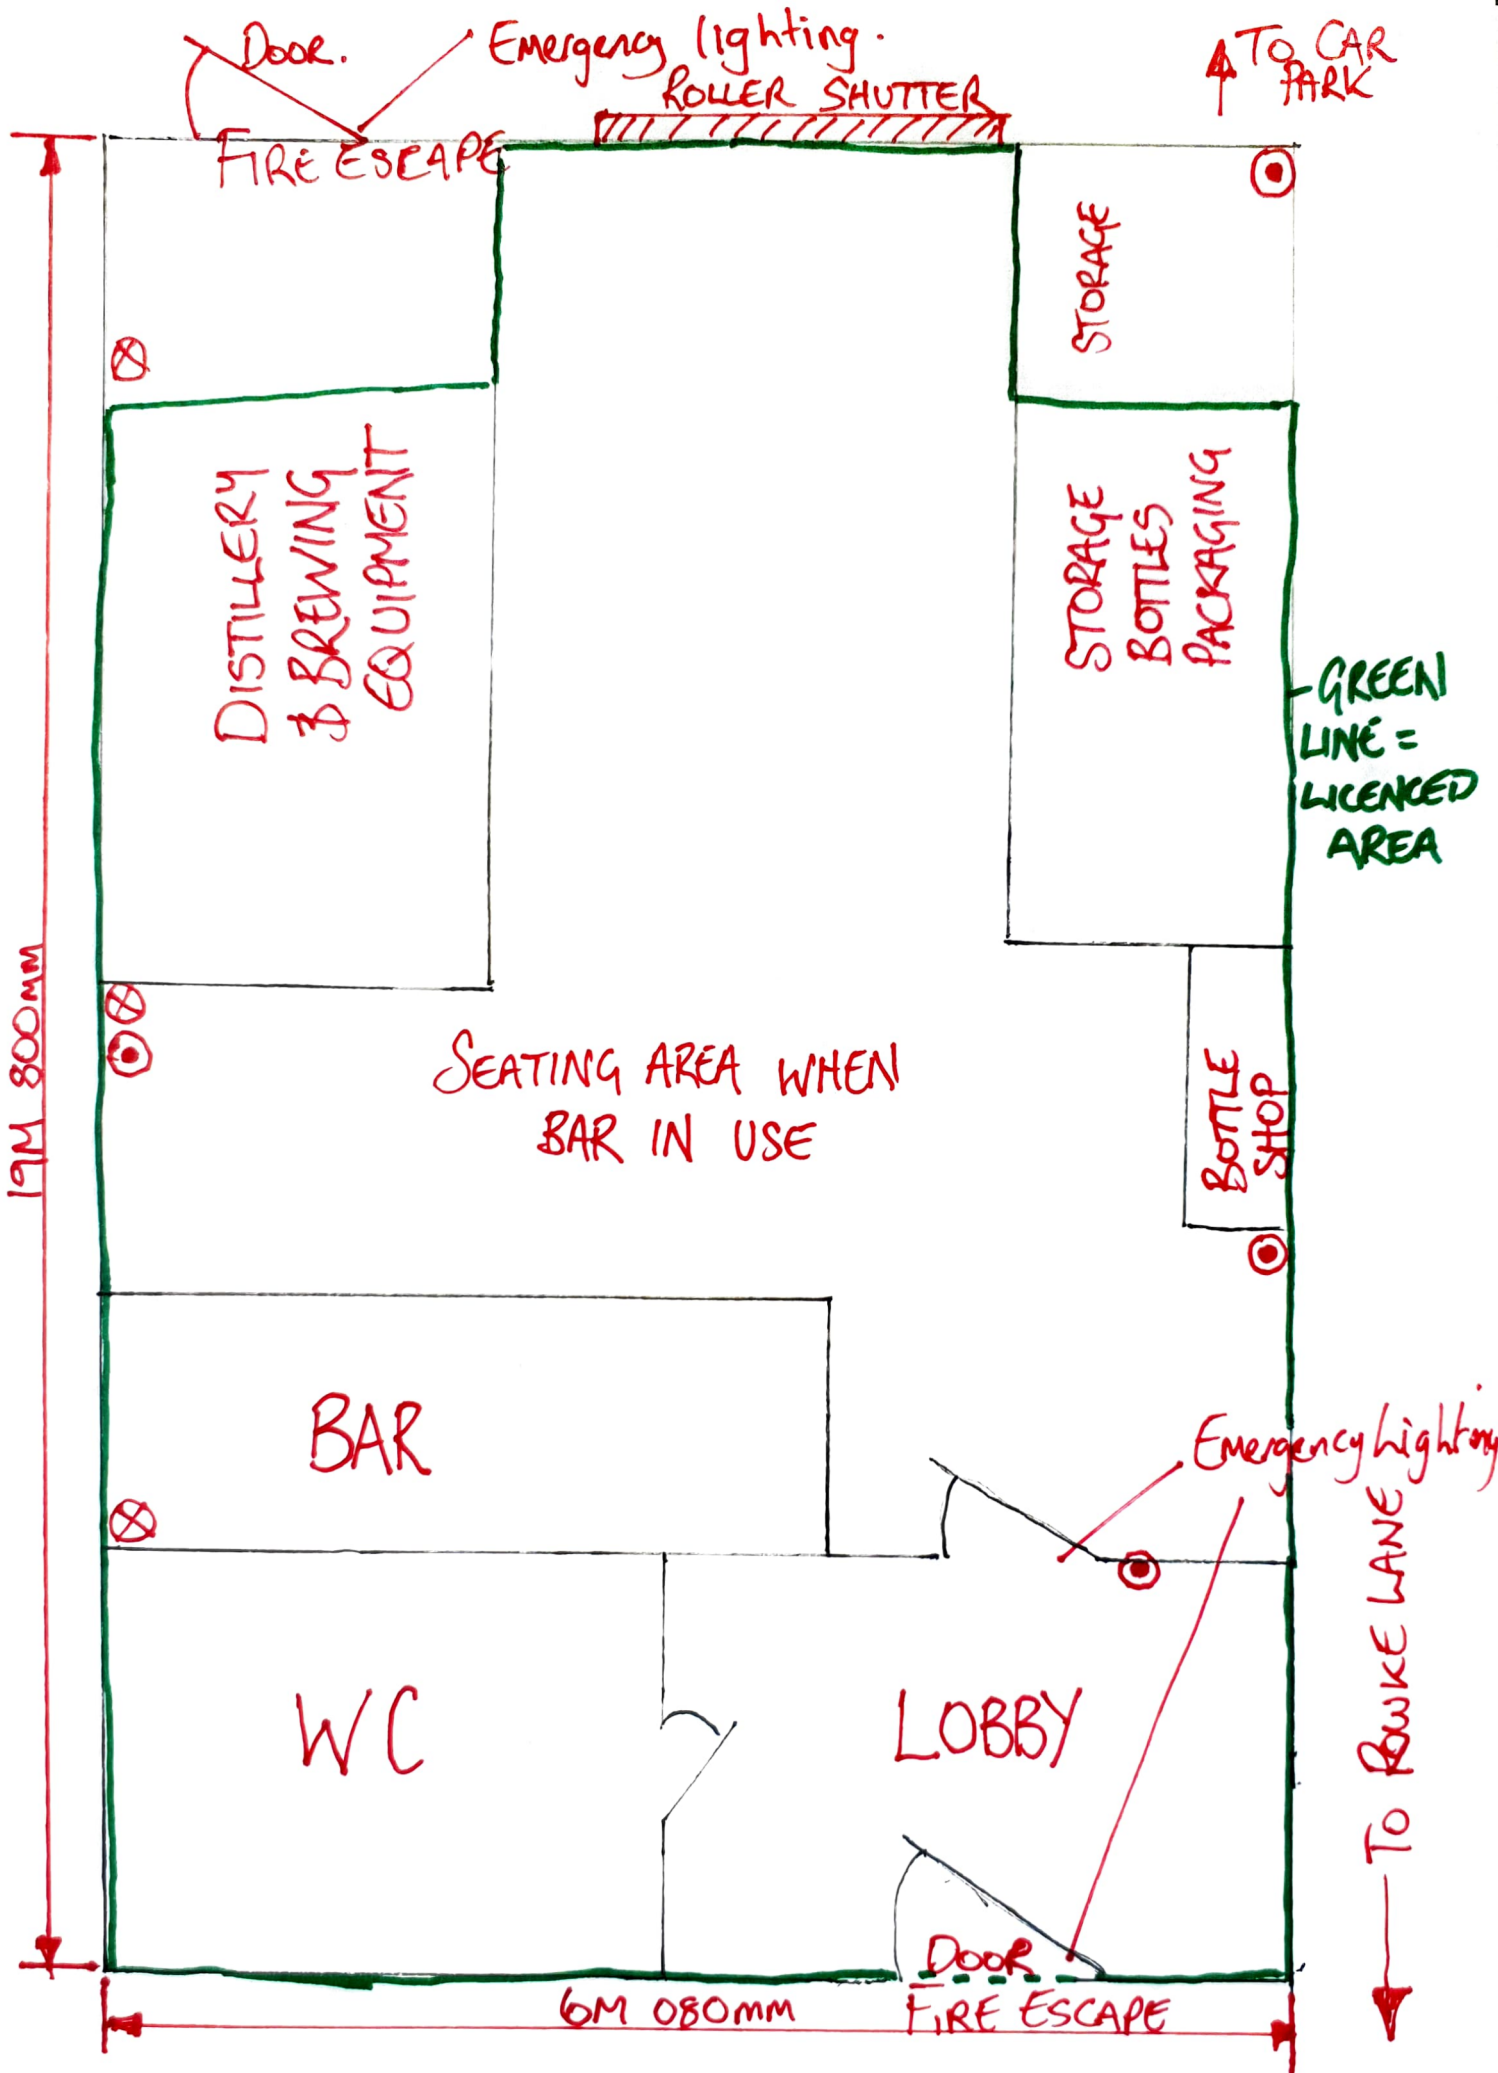 DOOR.
Emergency lighting.
ROLLER SHUTTER
TO CAR
PARK
FIRE ESCAPE
STORAGE
DISTILLERY
& BREWING
EQUIPMENT
STORAGE
BOTTLES
PACKAGING
GREEN
LINE =
LICENCED
AREA
19M 800mm
SEATING AREA WHEN
BAR IN USE
BOTTLE
SHOP
BAR
Emergency Lighting
WC
LOBBY
TO ROWKE LANE
DOOR
FIRE ESCAPE
6M 080mm